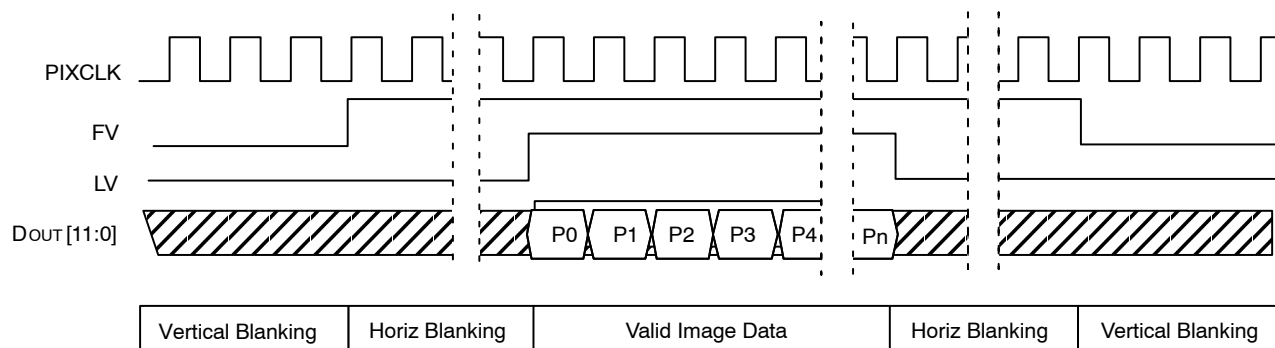 PIXCLK
FV
LV
DOUT [11:0]
P0 P1 P2 P3 P4 Pn
Vertical Blanking Horiz Blanking Valid Image Data Horiz Blanking Vertical Blanking